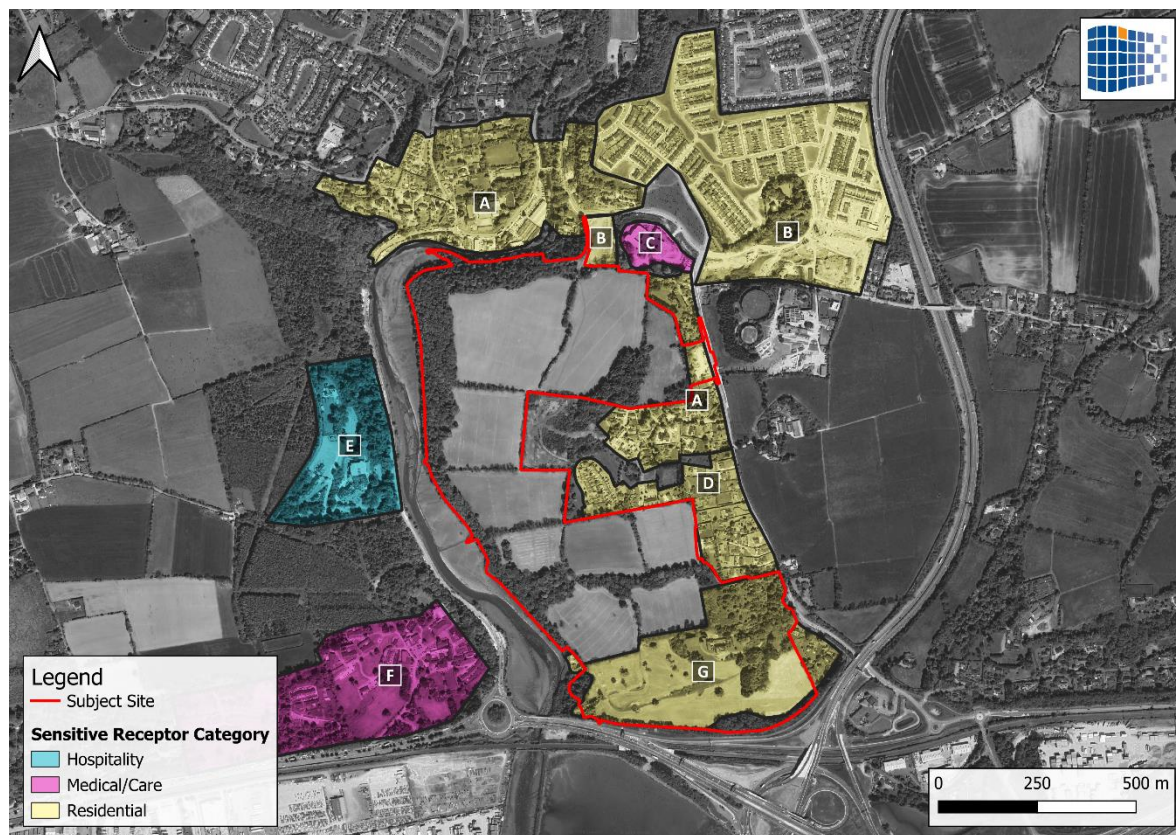 A
B
B
C
A
E
D
F
G
Legend
Subject Site
Sensitive Receptor Category
Hospitality
Medical/Care
Residential
0 250 500 m